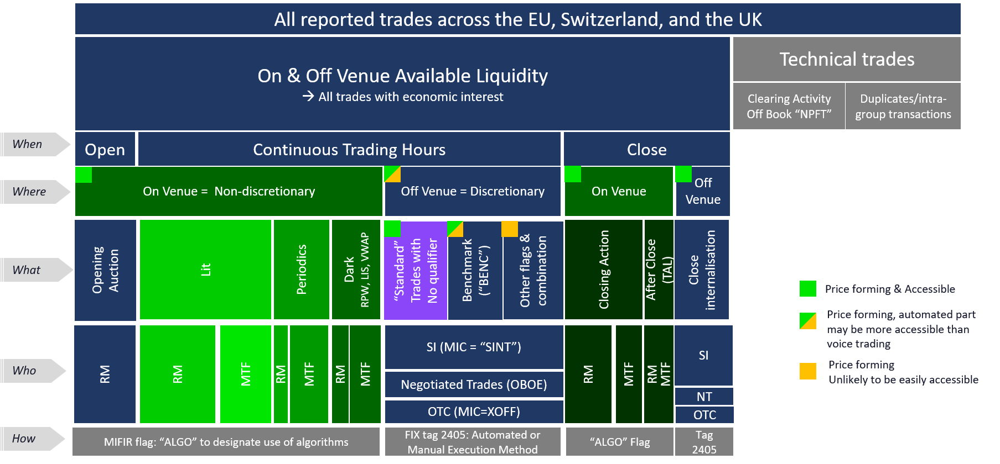 All reported trades across the EU, Switzerland, and the UK
On & Off Venue Available Liquidity
→ All trades with economic interest
Technical trades
Clearing Activity
Off Book “NPFT”
Duplicates/intra-
group transactions
When
Open
Continuous Trading Hours
Close
Where
On Venue = Non-discretionary
Off Venue = Discretionary
On Venue
Off
Venue
What
Opening
Auction
Lit
Periodics
Dark
RPW, LIS, VWAP
“Standard”
Trades with
No qualifier
Benchmark
(“BENC”)
Other flags &
combination
Closing Action
After Close
(TAL)
Close
internalisation
Price forming & Accessible
Price forming, automated part
may be more accessible than
voice trading
Price forming
Unlikely to be easily accessible
Who
RM
RM
MTF
RM
MTF
RM
MTF
SI (MIC = “SINT”)
Negotiated Trades (OBOE)
OTC (MIC=XOFF)
RM
MTF
RM
MTF
SI
NT
OTC
How
MIFIR flag: “ALGO” to designate use of algorithms
FIX tag 2405: Automated or
Manual Execution Method
“ALGO” Flag
Tag
2405